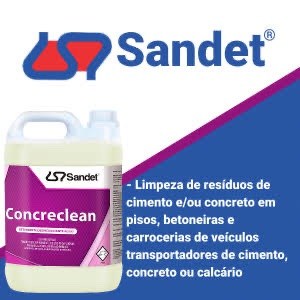 Sandet®
- Limpeza de resíduos de
cimento e/ou concreto em
pisos, betoneiras e
carrocerias de veículos
transportadores de cimento,
concreto ou calcário
Sandet®
Concreclean